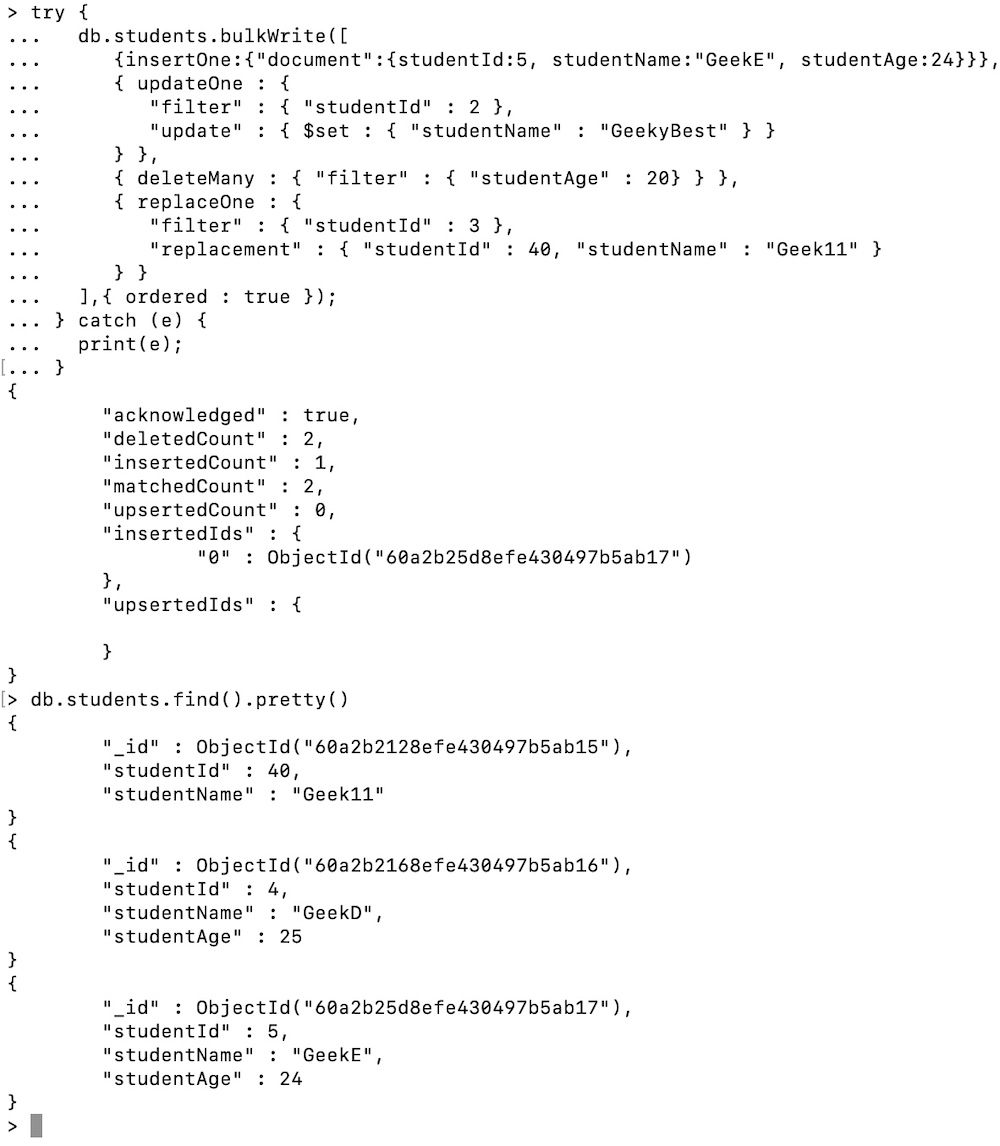 > try {
...   db.students.bulkWrite([
...      {insertOne:{"document":{studentId:5, studentName:"GeekE", studentAge:24}}},
...      { updateOne : {
...         "filter" : { "studentId" : 2 },
...         "update" : { $set : { "studentName" : "GeekyBest" } }
...      } },
...      { deleteMany : { "filter" : { "studentAge" : 20} } },
...      { replaceOne : {
...         "filter" : { "studentId" : 3 },
...         "replacement" : { "studentId" : 40, "studentName" : "Geek11" }
...      } }
...   ],{ ordered : true });
... } catch (e) {
...   print(e);
[... }
{
        "acknowledged" : true,
        "deletedCount" : 2,
        "insertedCount" : 1,
        "matchedCount" : 2,
        "upsertedCount" : 0,
        "insertedIds" : {
                "0" : ObjectId("60a2b25d8efe430497b5ab17")
        },
        "upsertedIds" : {
        }
}
[> db.students.find().pretty()
{
        "_id" : ObjectId("60a2b2128efe430497b5ab15"),
        "studentId" : 40,
        "studentName" : "Geek11"
}
{
        "_id" : ObjectId("60a2b2168efe430497b5ab16"),
        "studentId" : 4,
        "studentName" : "GeekD",
        "studentAge" : 25
}
{
        "_id" : ObjectId("60a2b25d8efe430497b5ab17"),
        "studentId" : 5,
        "studentName" : "GeekE",
        "studentAge" : 24
}
>